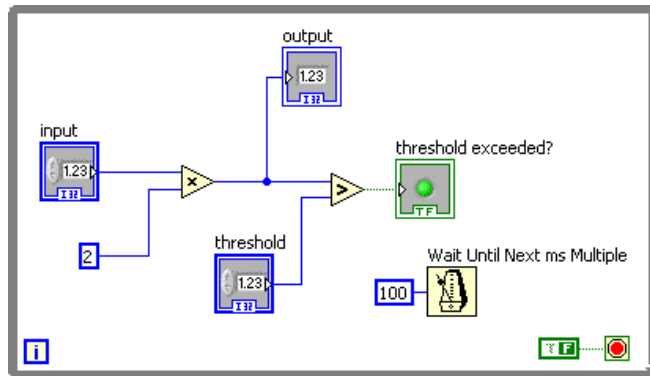 output
1.23
I32
input
1.23
I32
x
threshold exceeded?
>
TF
2
threshold
1.23
I32
Wait Until Next ms Multiple
100
i
F